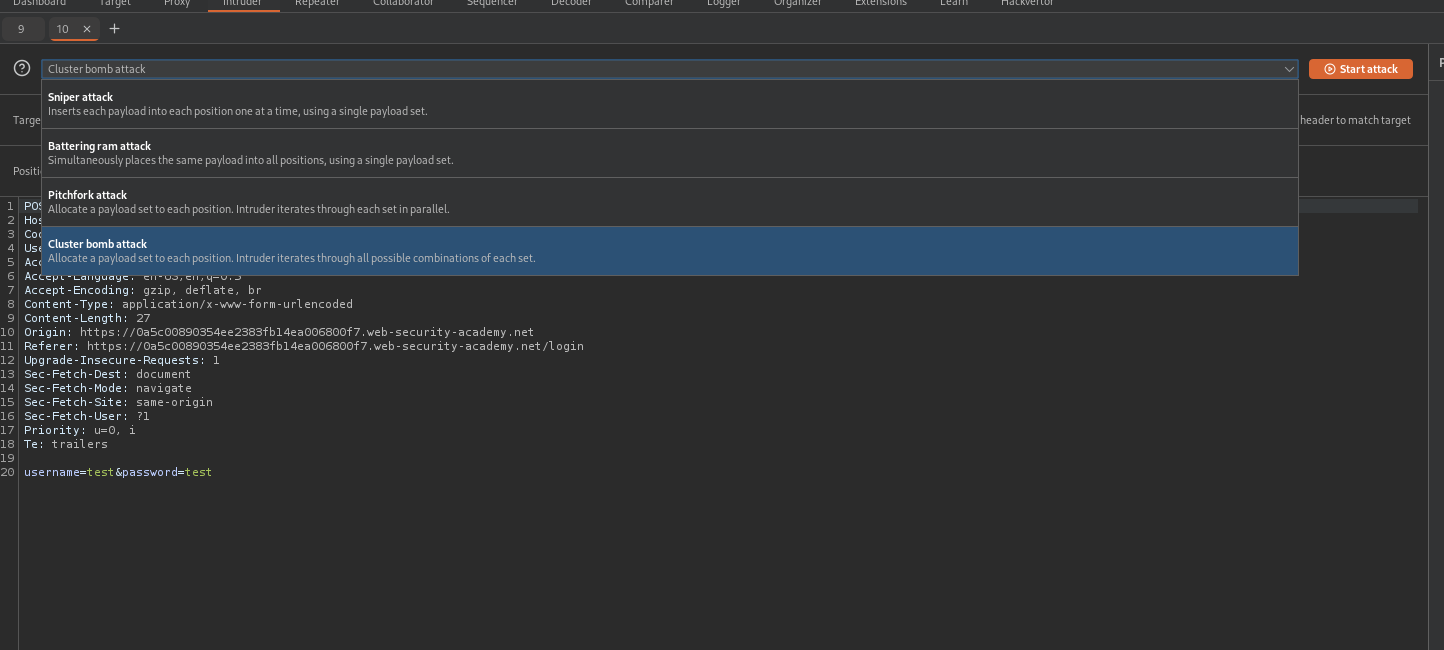 Dashboard Target Proxy Intruder Repeater Collaborator Sequencer Decoder Comparer Logger Organizer Extensions Learn Hackvertor
9 10 × +
? Cluster bomb attack Start attack
Sniper attack
Inserts each payload into each position one at a time, using a single payload set.
Targe header to match target
Battering ram attack
Simultaneously places the same payload into all positions, using a single payload set.
Positi
Pitchfork attack
Allocate a payload set to each position. Intruder iterates through each set in parallel.
Cluster bomb attack
Allocate a payload set to each position. Intruder iterates through all possible combinations of each set.
1 POS
2 Hos
3 Coo
4 Use
5 Acc
6 Accept-Language: en-US,en;q=0.5
7 Accept-Encoding: gzip, deflate, br
8 Content-Type: application/x-www-form-urlencoded
9 Content-Length: 27
10 Origin: https://0a5c00890354ee2383fb14ea006800f7.web-security-academy.net
11 Referer: https://0a5c00890354ee2383fb14ea006800f7.web-security-academy.net/login
12 Upgrade-Insecure-Requests: 1
13 Sec-Fetch-Dest: document
14 Sec-Fetch-Mode: navigate
15 Sec-Fetch-Site: same-origin
16 Sec-Fetch-User: ?1
17 Priority: u=0, i
18 Te: trailers
19
20 username=test&password=test